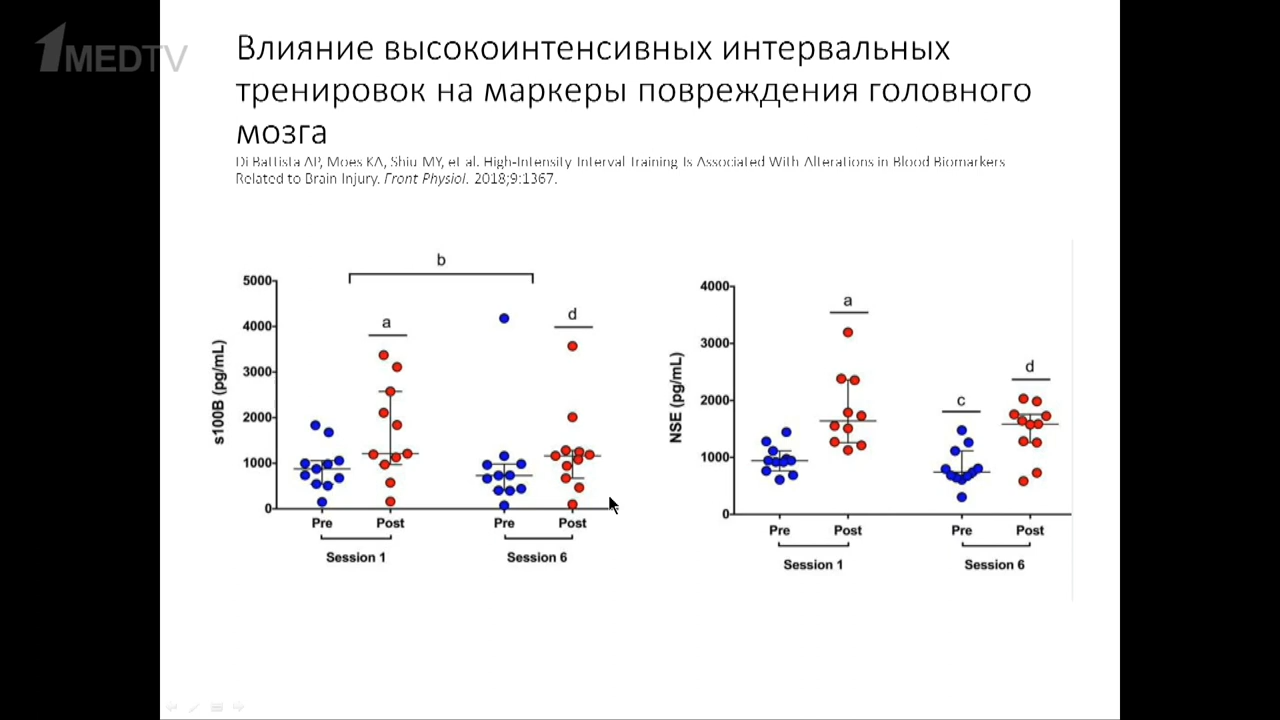 1MEDTV
Влияние высокоинтенсивных интервальных
тренировок на маркеры повреждения головного
мозга
Di Battista AP, Moes KA, Shiu MY, et al. High-Intensity Interval Training Is Associated With Alterations in Blood Biomarkers
Related to Brain Injury. Front Physiol. 2018;9:1367.
b
5000
a
d
4000
3000
2000
1000
0
s100B (pg/mL)
Pre
Post
Pre
Post
Session 1
Session 6
4000
a
3000
d
c
2000
1000
0
NSE (pg/mL)
Pre
Post
Pre
Post
Session 1
Session 6